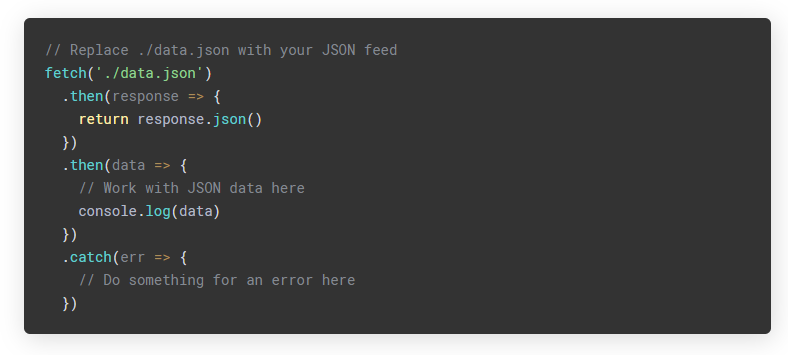 // Replace ./data.json with your JSON feed
fetch('./data.json')
  .then(response => {
    return response.json()
  })
  .then(data => {
    // Work with JSON data here
    console.log(data)
  })
  .catch(err => {
    // Do something for an error here
  })